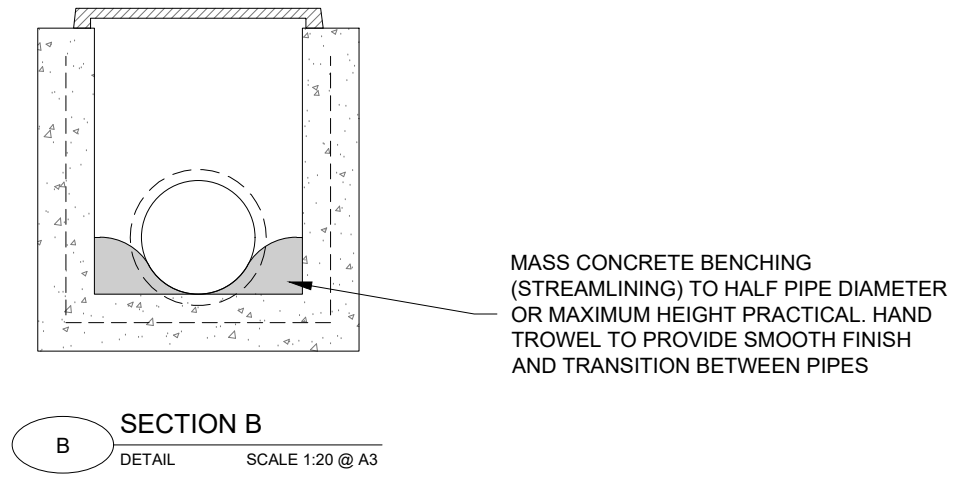 MASS CONCRETE BENCHING
(STREAMLINING) TO HALF PIPE DIAMETER
OR MAXIMUM HEIGHT PRACTICAL. HAND
TROWEL TO PROVIDE SMOOTH FINISH
AND TRANSITION BETWEEN PIPES
B
SECTION B
DETAIL SCALE 1:20 @ A3